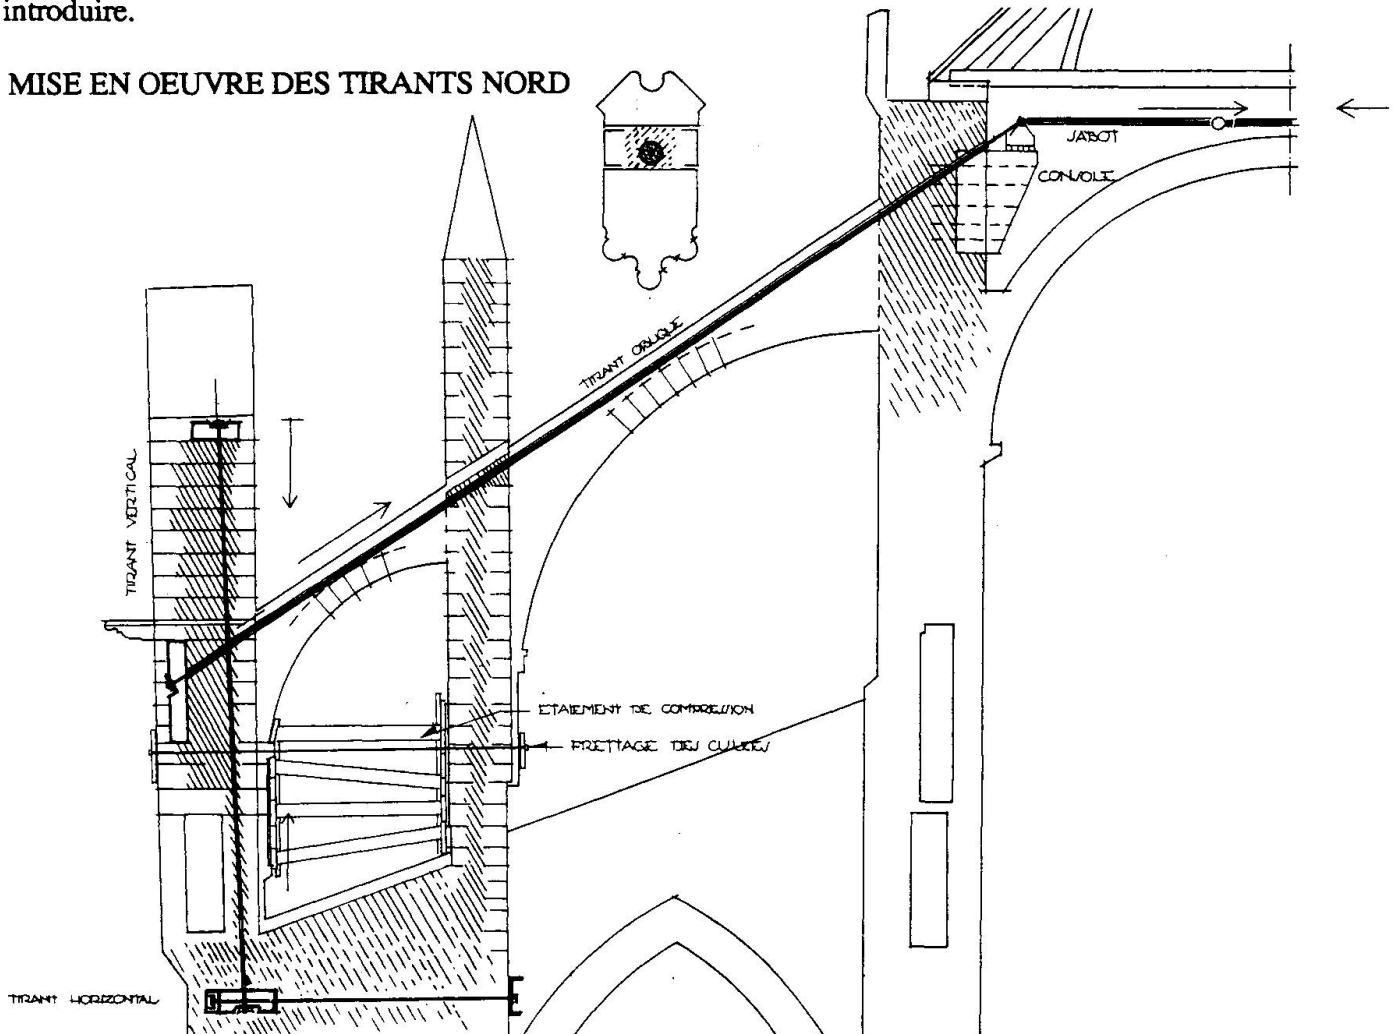 introduire.
MISE EN OEUVRE DES TIRANTS NORD
JABOT
CONSOLE
TIRANT OBLIQUE
TIRANT VERTICAL
ETAIEMENT DE COMPRESSION
FRETTAGE DES CULEES
TIRANT HORIZONTAL